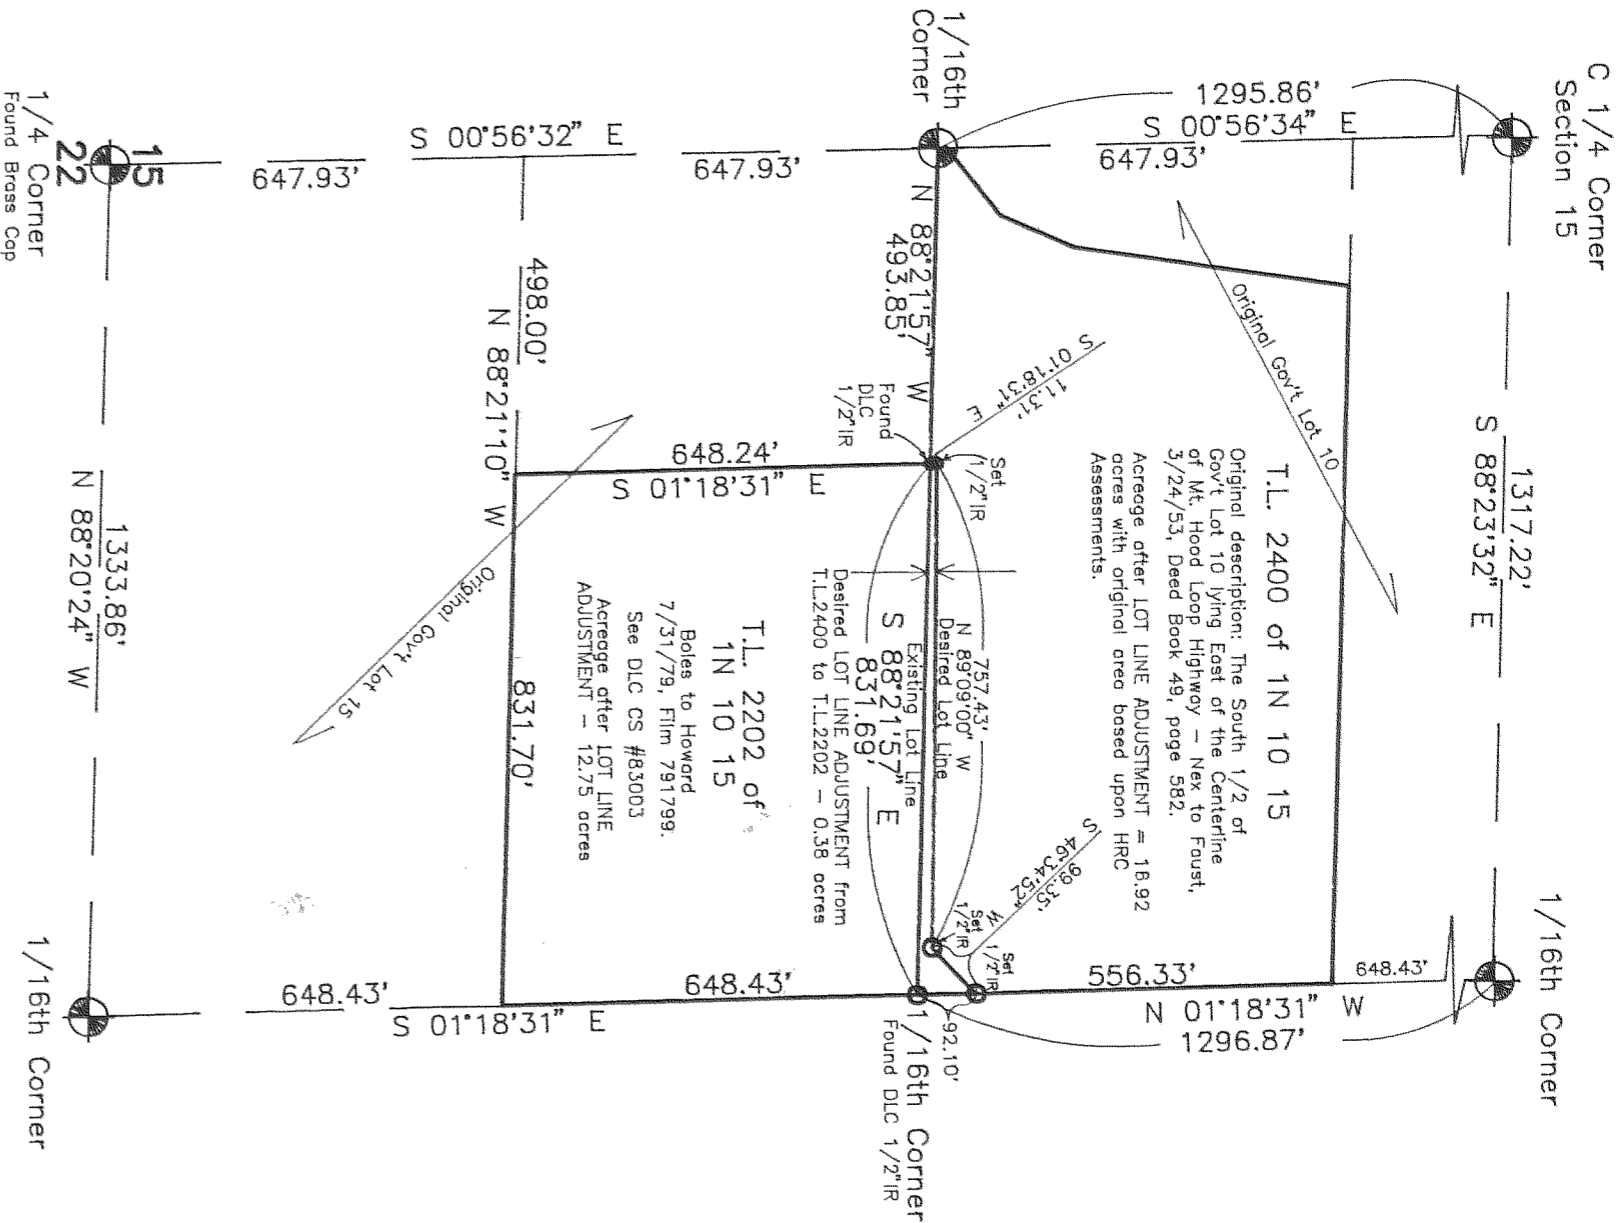 C 1/4 Corner
Section 15
1317.22'
S 88°23'32" E
1/16th Corner
1295.86'
S 00°56'34" E
647.93'
648.43'
Original Gov't Lot 10
T.L. 2400 of 1N 10 15
Original description: The South 1/2 of
Gov't Lot 10 lying East of the Centerline
of Mt. Hood Loop Highway - Nex to Faust,
3/24/53, Deed Book 49, page 582.
Acreage after LOT LINE ADJUSTMENT = 16.92
acres with original area based upon HRC
Assessments.
556.33'
N 01°18'31" W
1296.87'
S 01°18'31" E
11.31'
S 46°34'52" W
99.35'
Set
1/2"IR
Set
1/2"IR
Set
1/2"IR
1/16th
Corner
N 88°21'57" W
493.85'
Found
DLC
1/2"IR
757.43'
N 89°09'00" W
Desired Lot Line
Existing Lot Line
S 88°21'57" E
831.69'
92.10'
1/16th Corner
Found DLC 1/2"IR
Desired LOT LINE ADJUSTMENT from
T.L.2400 to T.L.2202 - 0.38 acres
T.L. 2202 of
1N 10 15
Boles to Howard
7/31/79, Film 791799.
See DLC CS #83003
Acreage after LOT LINE
ADJUSTMENT - 12.75 acres
647.93'
648.24'
S 01°18'31" E
648.43'
S 00°56'32" E
498.00'
N 88°21'10" W
831.70'
S 01°18'31" E
Original Gov't Lot 15
647.93'
648.43'
15
22
1/4 Corner
Found Brass Cap
1333.86'
N 88°20'24" W
1/16th Corner